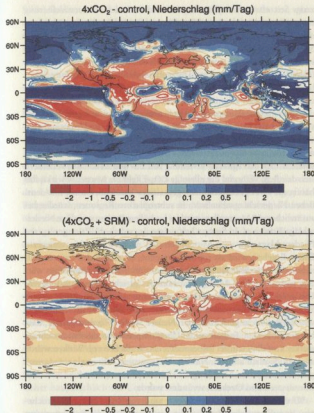 4xCO₂ - control, Niederschlag (mm/Tag)
90N
60N
30N
0
30S
60S
90S
180 120W 60W 0 60E 120E 180
-2 -1 -0.5 -0.2 -0.1 0 0.1 0.2 0.5 1 2
(4xCO₂ + SRM) - control, Niederschlag (mm/Tag)
90N
60N
30N
0
30S
60S
90S
180 120W 60W 0 60E 120E 180
-2 -1 -0.5 -0.2 -0.1 0 0.1 0.2 0.5 1 2